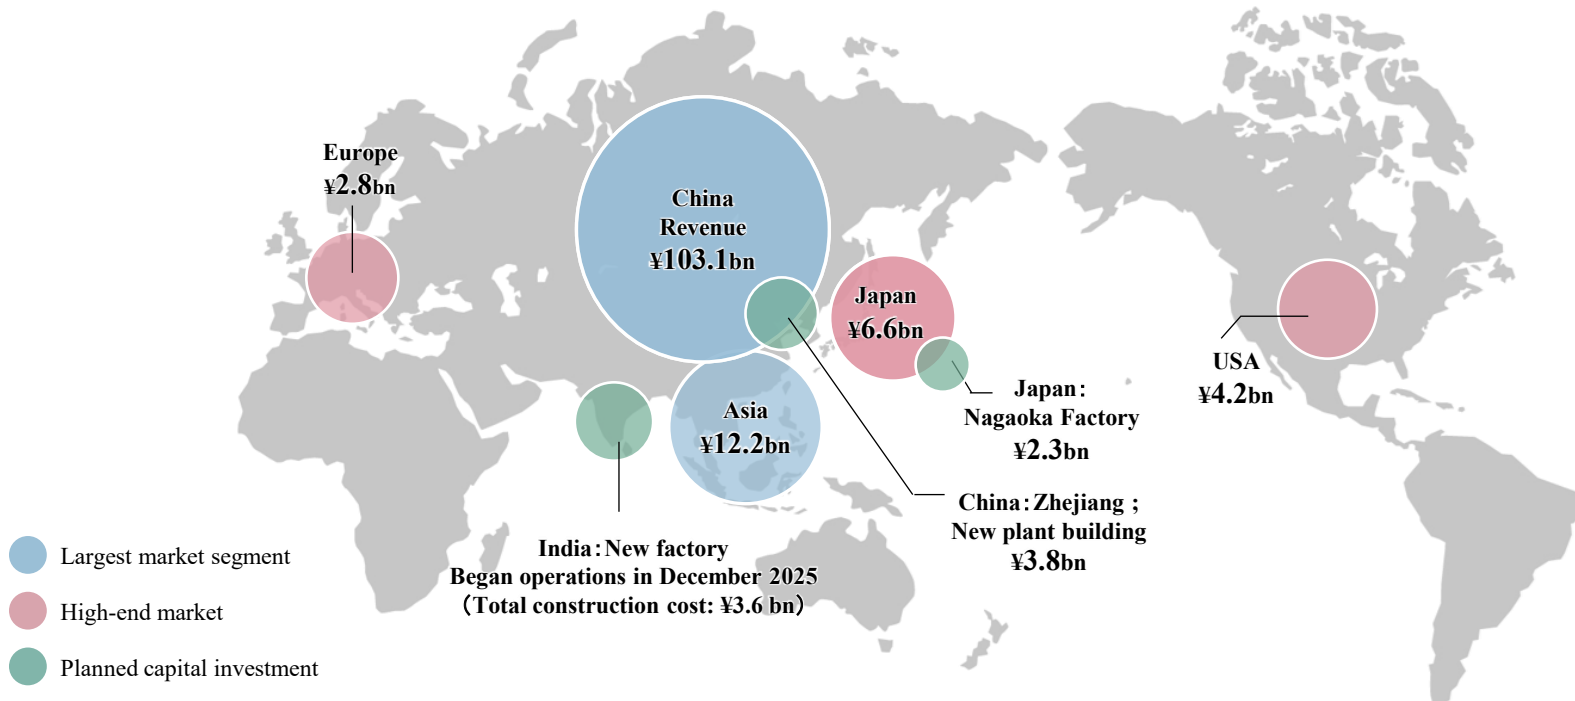 Europe
¥2.8bn
China
Revenue
¥103.1bn
Japan
¥6.6bn
USA
¥4.2bn
Asia
¥12.2bn
Japan：
Nagaoka Factory
¥2.3bn
China：Zhejiang ;
New plant building
¥3.8bn
India：New factory
Began operations in December 2025
（Total construction cost: ¥3.6 bn）
Largest market segment
High-end market
Planned capital investment